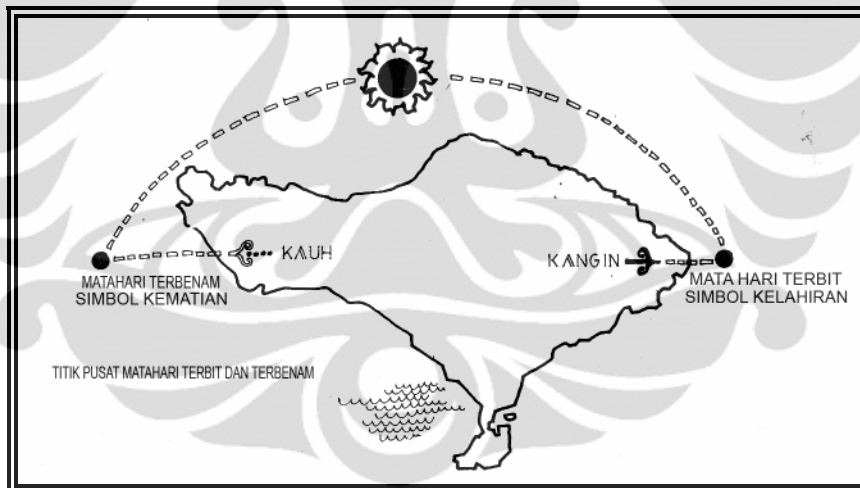 KAUH
KANGIN
MATAHARI TERBENAM
SIMBOL KEMATIAN
MATA HARI TERBIT
SIMBOL KELAHIRAN
TITIK PUSAT MATAHARI TERBIT DAN TERBENAM